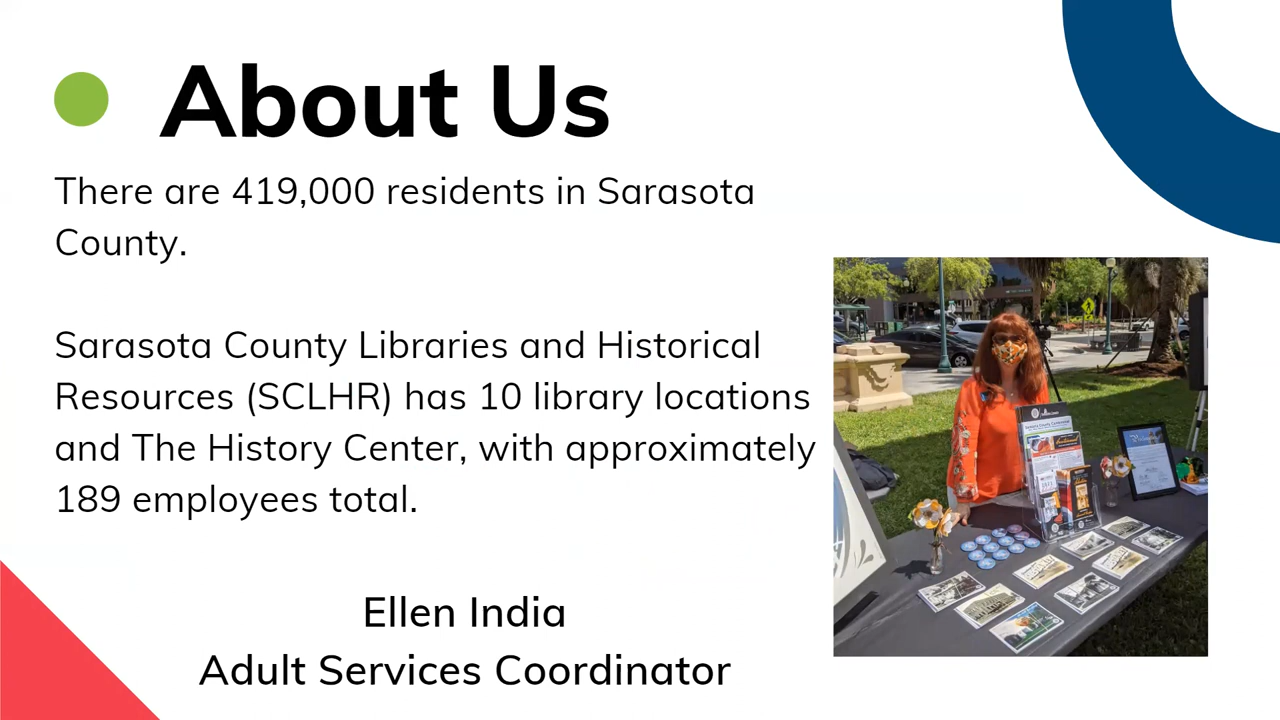 About Us
There are 419,000 residents in Sarasota
County.
Sarasota County Libraries and Historical
Resources (SCLHR) has 10 library locations
and The History Center, with approximately
189 employees total.
Ellen India
Adult Services Coordinator